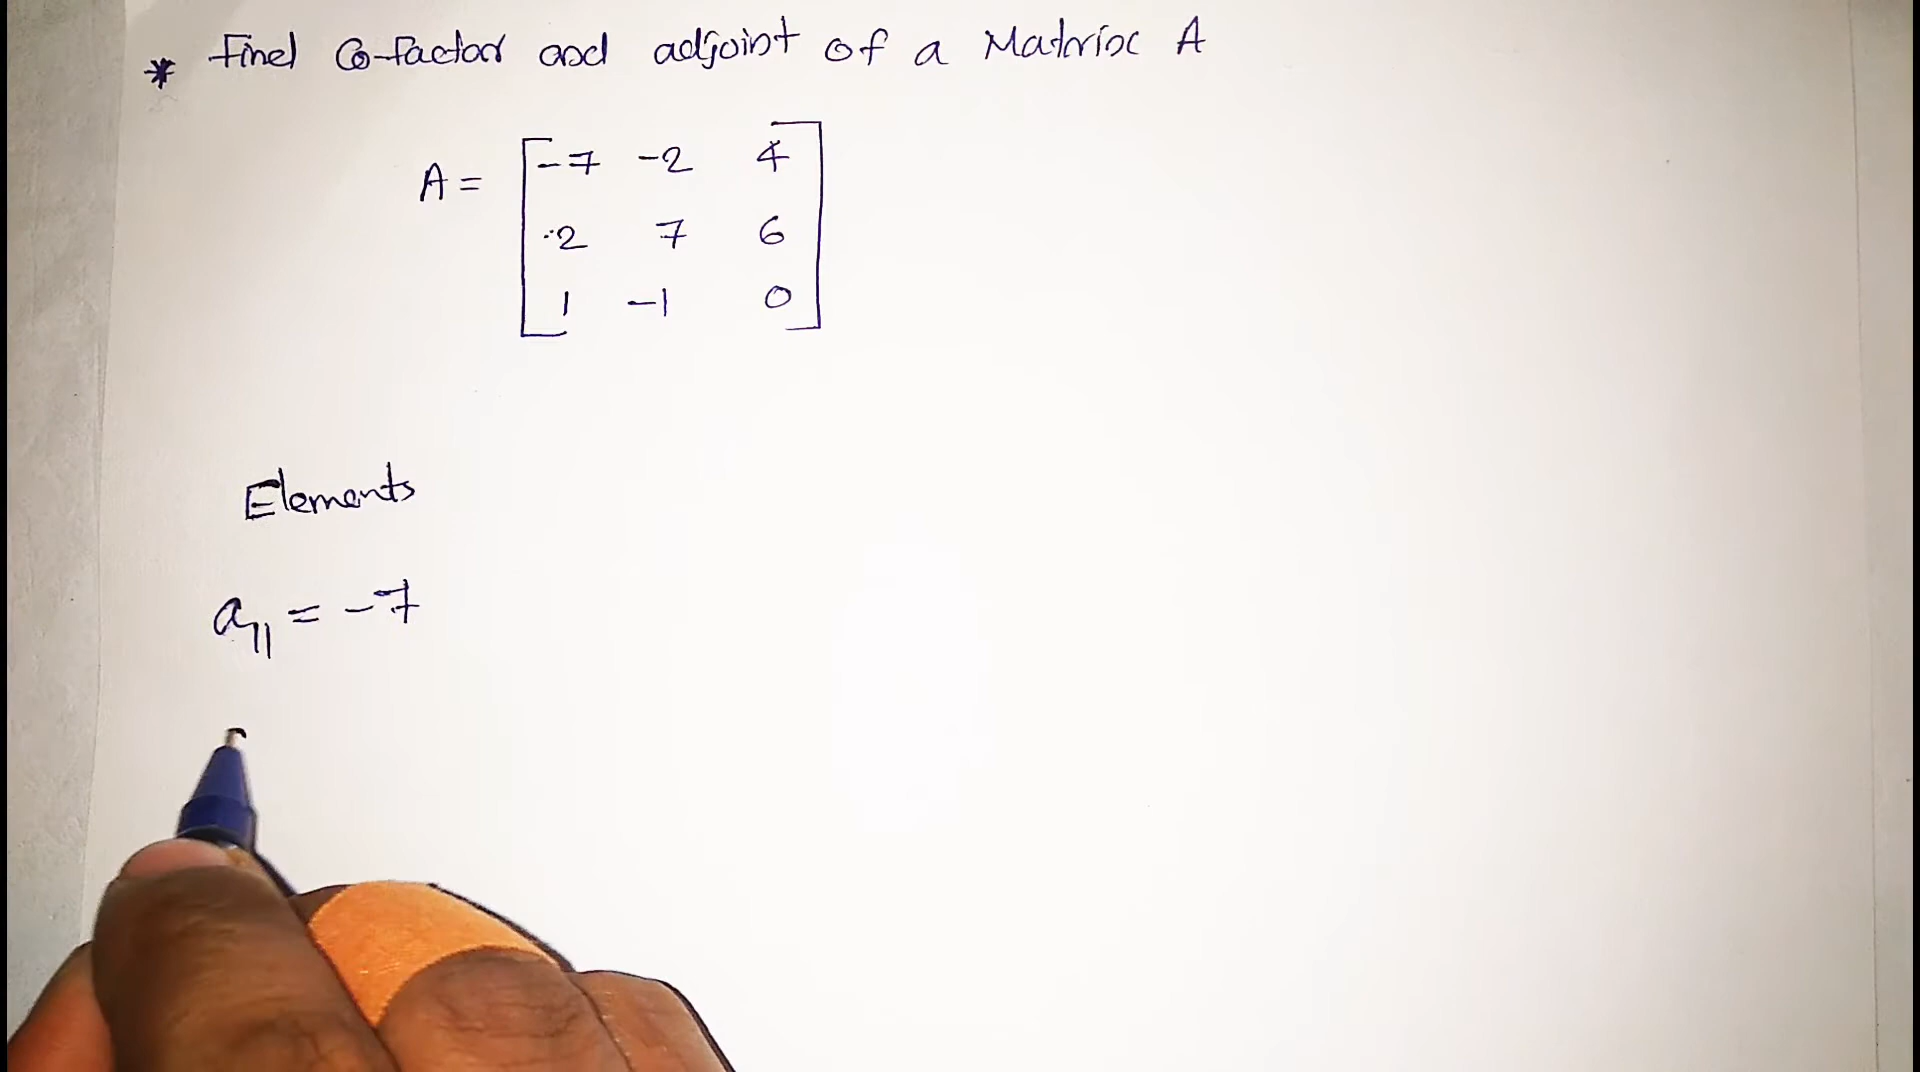 * Find Co-factor and adjoint of a Matrix A
A = [ -7 -2 4
2 7 6
1 -1 0 ]
Elements
a11 = -7